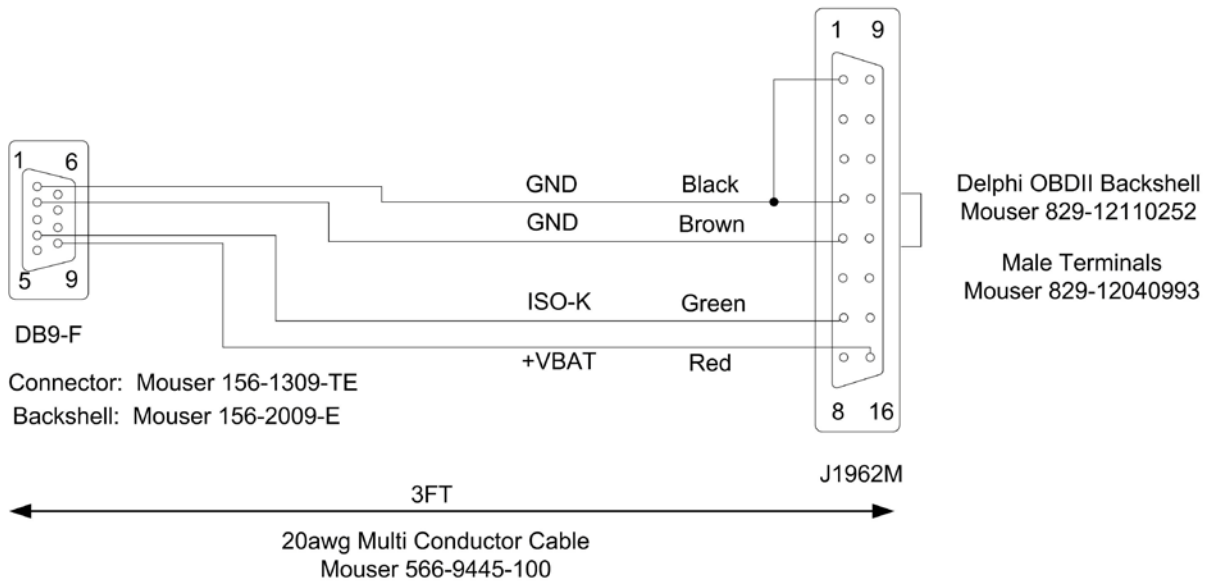 1 9
1 6
GND Black
GND Brown
Delphi OBDII Backshell
Mouser 829-12110252
Male Terminals
Mouser 829-12040993
5 9
ISO-K Green
DB9-F
+VBAT Red
Connector: Mouser 156-1309-TE
Backshell: Mouser 156-2009-E
8 16
J1962M
3FT
20awg Multi Conductor Cable
Mouser 566-9445-100